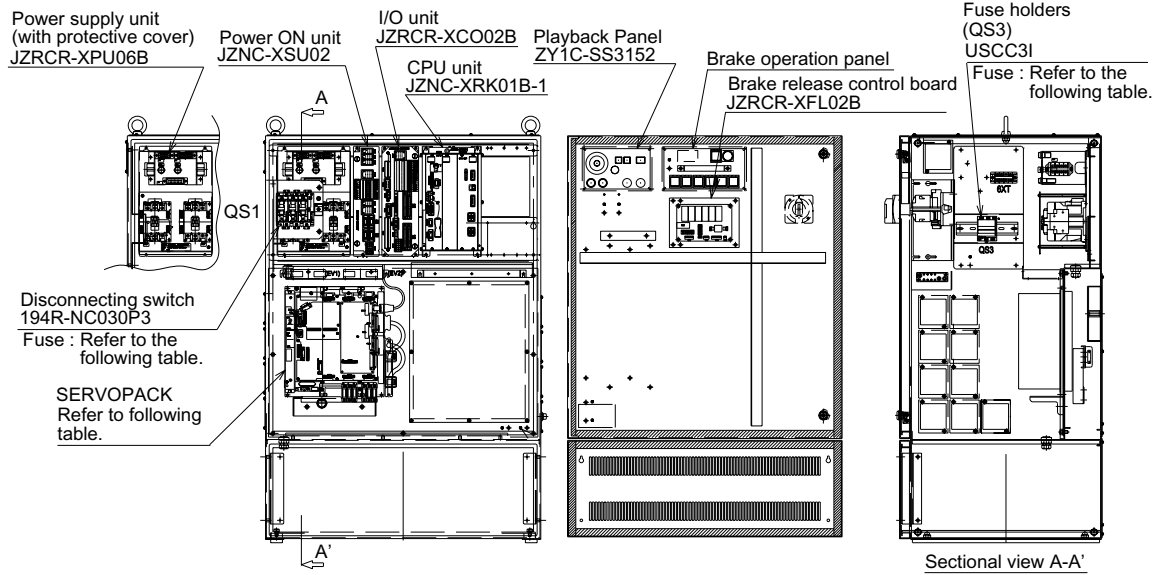 Power supply unit
(with protective cover)
JZRCR-XPU06B
Power ON unit
JZNC-XSU02
I/O unit
JZRCR-XCO02B
CPU unit
JZNC-XRK01B-1
Playback Panel
ZY1C-SS3152
Brake operation panel
Brake release control board
JZRCR-XFL02B
Fuse holders
(QS3)
USCC3I
Fuse : Refer to the
following table.
A
QS1
6XT
QS3
(EV1)
(EV2)
Disconnecting switch
194R-NC030P3
Fuse : Refer to the
following table.
SERVOPACK
Refer to following
table.
A'
Sectional view A-A'